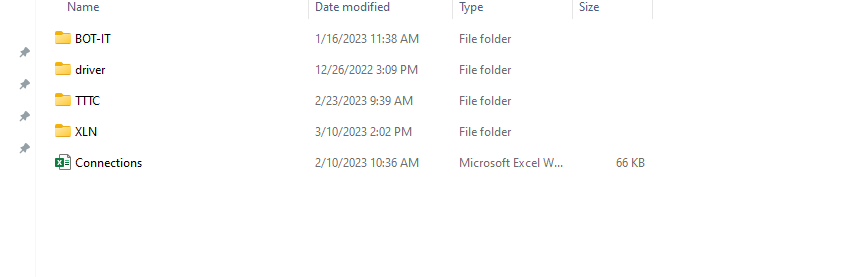 Name Date modified Type Size
BOT-IT 1/16/2023 11:38 AM File folder
driver 12/26/2022 3:09 PM File folder
TTTC 2/23/2023 9:39 AM File folder
XLN 3/10/2023 2:02 PM File folder
Connections 2/10/2023 10:36 AM Microsoft Excel W... 66 KB